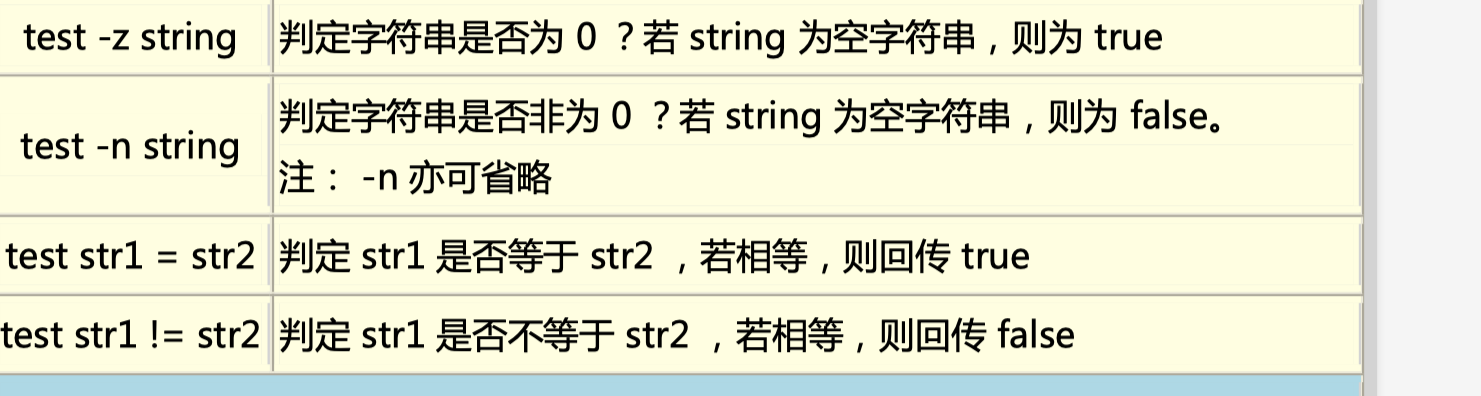 test -z string 判定字符串是否为 0 ？若 string 为空字符串，则为 true
test -n string 判定字符串是否非为 0 ？若 string 为空字符串，则为 false。
注： -n 亦可省略
test str1 = str2 判定 str1 是否等于 str2 ，若相等，则回传 true
test str1 != str2 判定 str1 是否不等于 str2 ，若相等，则回传 false